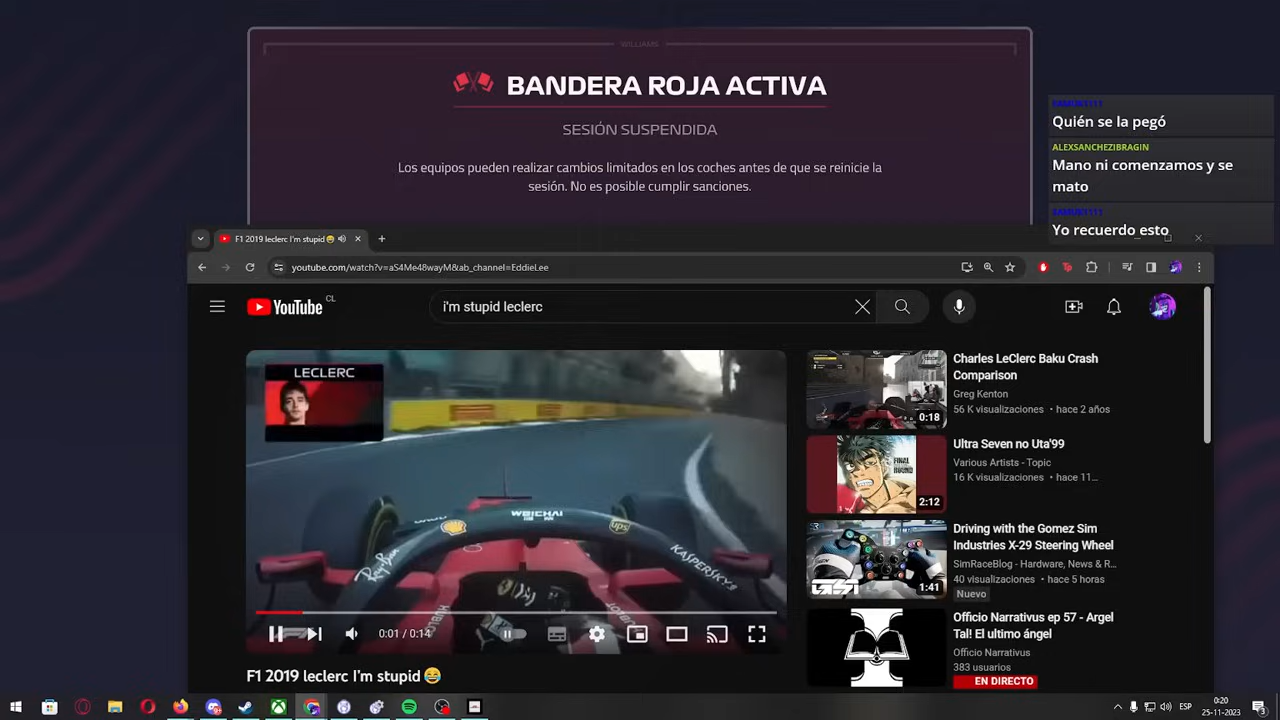 WILLIAMS
BANDERA ROJA ACTIVA
SESIÓN SUSPENDIDA
Los equipos pueden realizar cambios limitados en los coches antes de que se reinicie la
sesión. No es posible cumplir sanciones.
Quién se la pegó
ALEXSANCHEZIBRAGIN
Mano ni comenzamos y se
mato
Yo recuerdo esto
F1 2019 leclerc I'm stupid 😂
youtube.com/watch?v=aS4Me48wayM&ab_channel=EddieLee
YouTube CL
i'm stupid leclerc
LECLERC
WEICHAI
ups
Ray-Ban
KASPERSKY
0:01 / 0:14
F1 2019 leclerc I'm stupid 😂
Charles LeClerc Baku Crash
Comparison
Greg Kenton
56 K visualizaciones • hace 2 años
0:18
Ultra Seven no Uta'99
Various Artists - Topic
16 K visualizaciones • hace 11...
FINAL
ROUND
2:12
Driving with the Gomez Sim
Industries X-29 Steering Wheel
SimRaceBlog - Hardware, News & R...
40 visualizaciones • hace 5 horas
Nuevo
GSI
1:41
Officio Narrativus ep 57 - Argel
Tal! El ultimo ángel
Officio Narrativus
383 usuarios
EN DIRECTO
ESP
0:20
25-11-2023